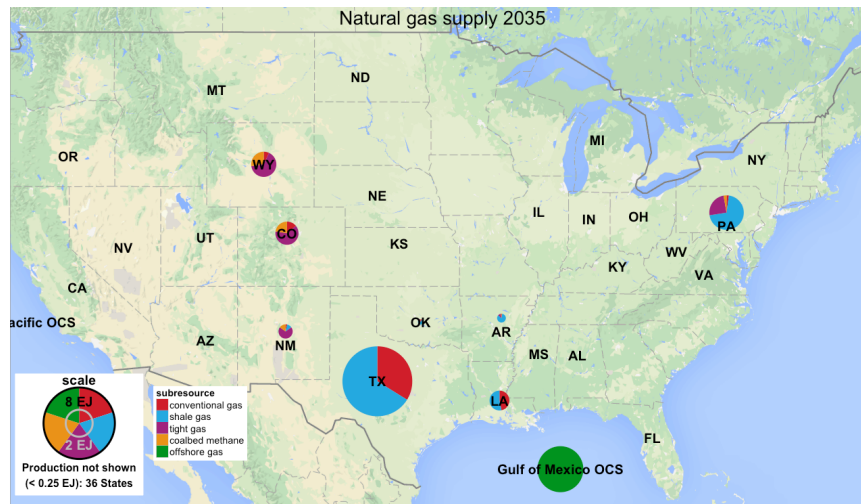 Natural gas supply 2035
ND
MT
OR
WY
MI
NY
NE
IL
IN
OH
PA
NV
UT
CO
KS
WV
KY
VA
CA
acific OCS
AZ
NM
OK
AR
MS
AL
TX
LA
FL
Gulf of Mexico OCS
scale
8 EJ
2 EJ
Production not shown
(< 0.25 EJ): 36 States
subresource
conventional gas
shale gas
tight gas
coalbed methane
offshore gas